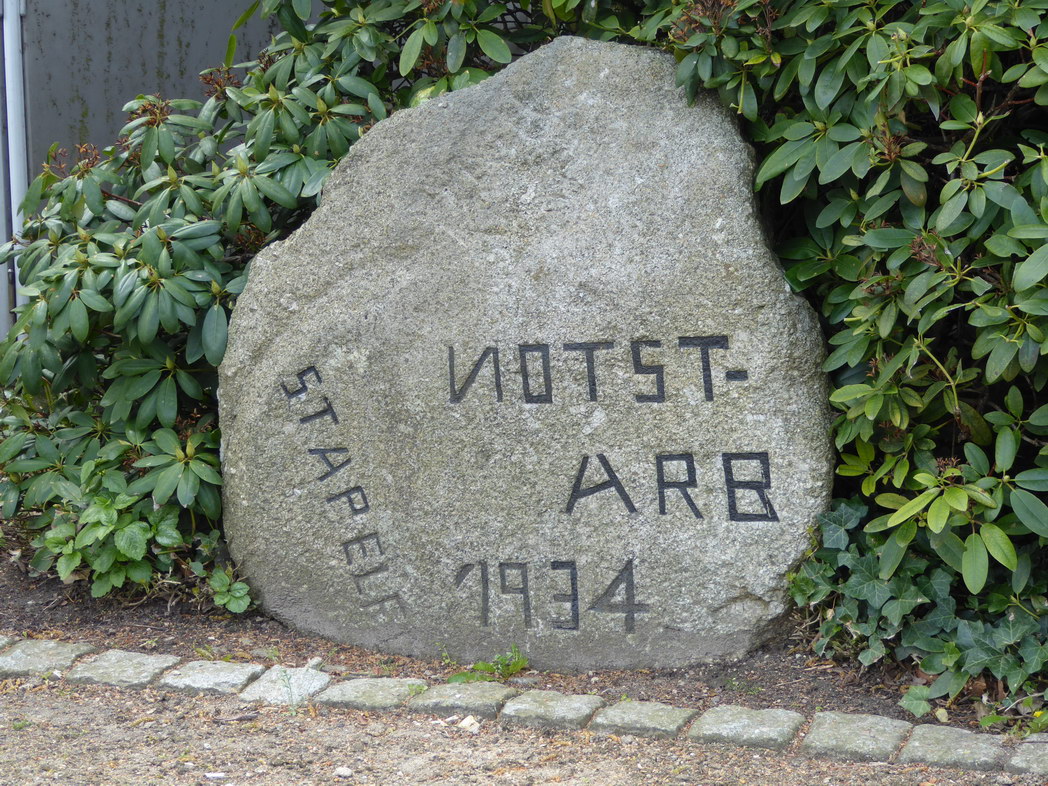 STAPELF
NOTST-
ARB
1934